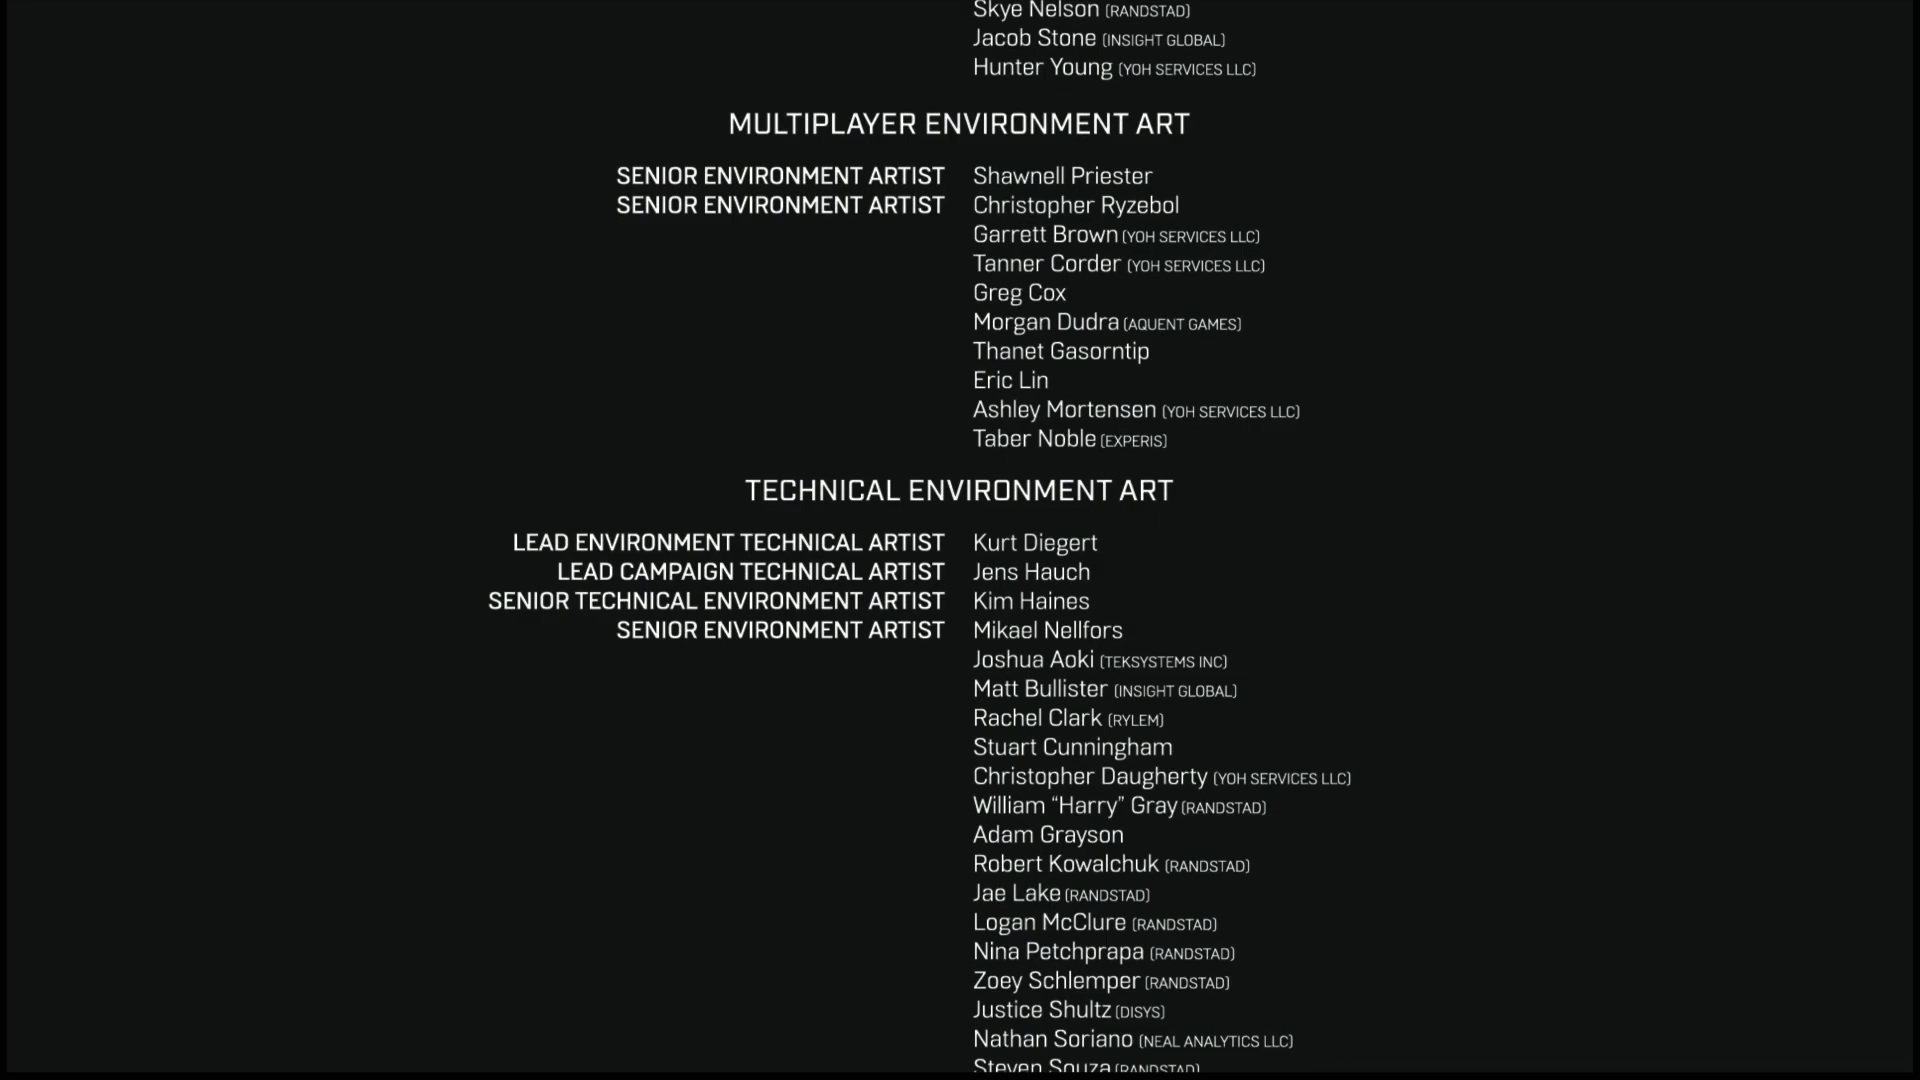 Skye Nelson (RANDSTAD)
Jacob Stone (INSIGHT GLOBAL)
Hunter Young (YOH SERVICES LLC)
MULTIPLAYER ENVIRONMENT ART
SENIOR ENVIRONMENT ARTIST Shawnell Priester
SENIOR ENVIRONMENT ARTIST Christopher Ryzebol
Garrett Brown (YOH SERVICES LLC)
Tanner Corder (YOH SERVICES LLC)
Greg Cox
Morgan Dudra (AQUENT GAMES)
Thanet Gasorntip
Eric Lin
Ashley Mortensen (YOH SERVICES LLC)
Taber Noble (EXPERIS)
TECHNICAL ENVIRONMENT ART
LEAD ENVIRONMENT TECHNICAL ARTIST Kurt Diegert
LEAD CAMPAIGN TECHNICAL ARTIST Jens Hauch
SENIOR TECHNICAL ENVIRONMENT ARTIST Kim Haines
SENIOR ENVIRONMENT ARTIST Mikael Nellfors
Joshua Aoki (TEKSYSTEMS INC)
Matt Bullister (INSIGHT GLOBAL)
Rachel Clark (RYLEM)
Stuart Cunningham
Christopher Daugherty (YOH SERVICES LLC)
William “Harry” Gray (RANDSTAD)
Adam Grayson
Robert Kowalchuk (RANDSTAD)
Jae Lake (RANDSTAD)
Logan McClure (RANDSTAD)
Nina Petchprapa (RANDSTAD)
Zoey Schlemper (RANDSTAD)
Justice Shultz (DISYS)
Nathan Soriano (NEAL ANALYTICS LLC)
Steven Souza (RANDSTAD)